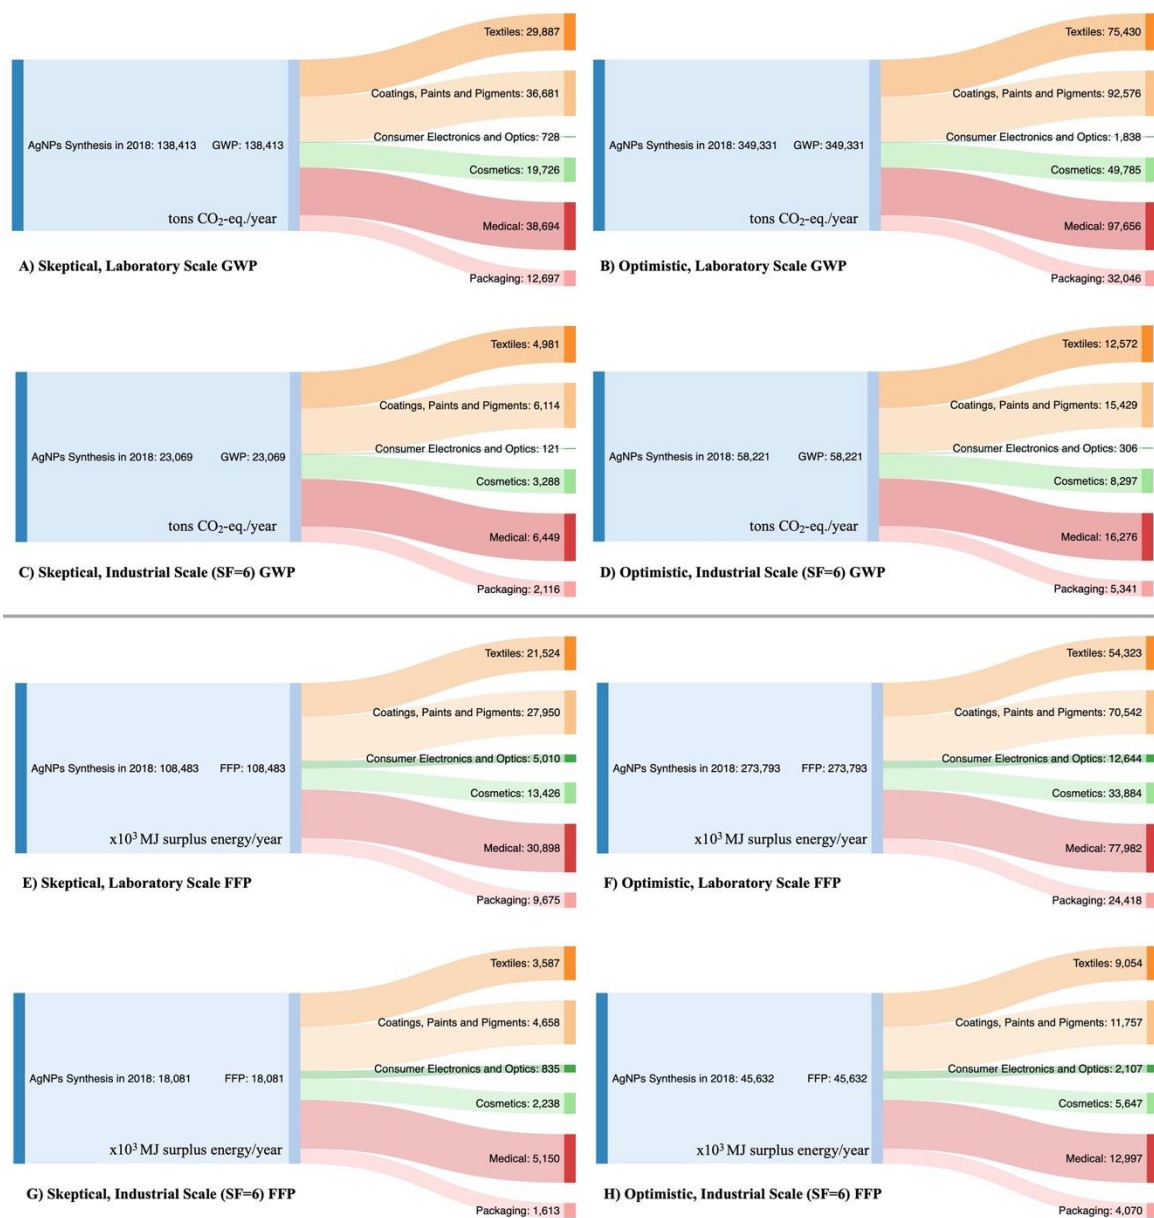 Textiles: 29,887
Coatings, Paints and Pigments: 36,681
Consumer Electronics and Optics: 728
AgNPs Synthesis in 2018: 138,413 GWP: 138,413
Cosmetics: 19,726
tons CO₂-eq./year
Medical: 38,694
Packaging: 12,697
A) Skeptical, Laboratory Scale GWP
Textiles: 75,430
Coatings, Paints and Pigments: 92,576
Consumer Electronics and Optics: 1,838
AgNPs Synthesis in 2018: 349,331 GWP: 349,331
Cosmetics: 49,785
tons CO₂-eq./year
Medical: 97,656
Packaging: 32,046
B) Optimistic, Laboratory Scale GWP
Textiles: 4,981
Coatings, Paints and Pigments: 6,114
Consumer Electronics and Optics: 121
AgNPs Synthesis in 2018: 23,069 GWP: 23,069
Cosmetics: 3,288
tons CO₂-eq./year
Medical: 6,449
Packaging: 2,116
C) Skeptical, Industrial Scale (SF=6) GWP
Textiles: 12,572
Coatings, Paints and Pigments: 15,429
Consumer Electronics and Optics: 306
AgNPs Synthesis in 2018: 58,221 GWP: 58,221
Cosmetics: 8,297
tons CO₂-eq./year
Medical: 16,276
Packaging: 5,341
D) Optimistic, Industrial Scale (SF=6) GWP
Textiles: 21,524
Coatings, Paints and Pigments: 27,950
Consumer Electronics and Optics: 5,010
AgNPs Synthesis in 2018: 108,483 FFP: 108,483
Cosmetics: 13,426
x10³ MJ surplus energy/year
Medical: 30,898
Packaging: 9,675
E) Skeptical, Laboratory Scale FFP
Textiles: 54,323
Coatings, Paints and Pigments: 70,542
Consumer Electronics and Optics: 12,644
AgNPs Synthesis in 2018: 273,793 FFP: 273,793
Cosmetics: 33,884
x10³ MJ surplus energy/year
Medical: 77,982
Packaging: 24,418
F) Optimistic, Laboratory Scale FFP
Textiles: 3,587
Coatings, Paints and Pigments: 4,658
Consumer Electronics and Optics: 835
AgNPs Synthesis in 2018: 18,081 FFP: 18,081
Cosmetics: 2,238
x10³ MJ surplus energy/year
Medical: 5,150
Packaging: 1,613
G) Skeptical, Industrial Scale (SF=6) FFP
Textiles: 9,054
Coatings, Paints and Pigments: 11,757
Consumer Electronics and Optics: 2,107
AgNPs Synthesis in 2018: 45,632 FFP: 45,632
Cosmetics: 5,647
x10³ MJ surplus energy/year
Medical: 12,997
Packaging: 4,070
H) Optimistic, Industrial Scale (SF=6) FFP